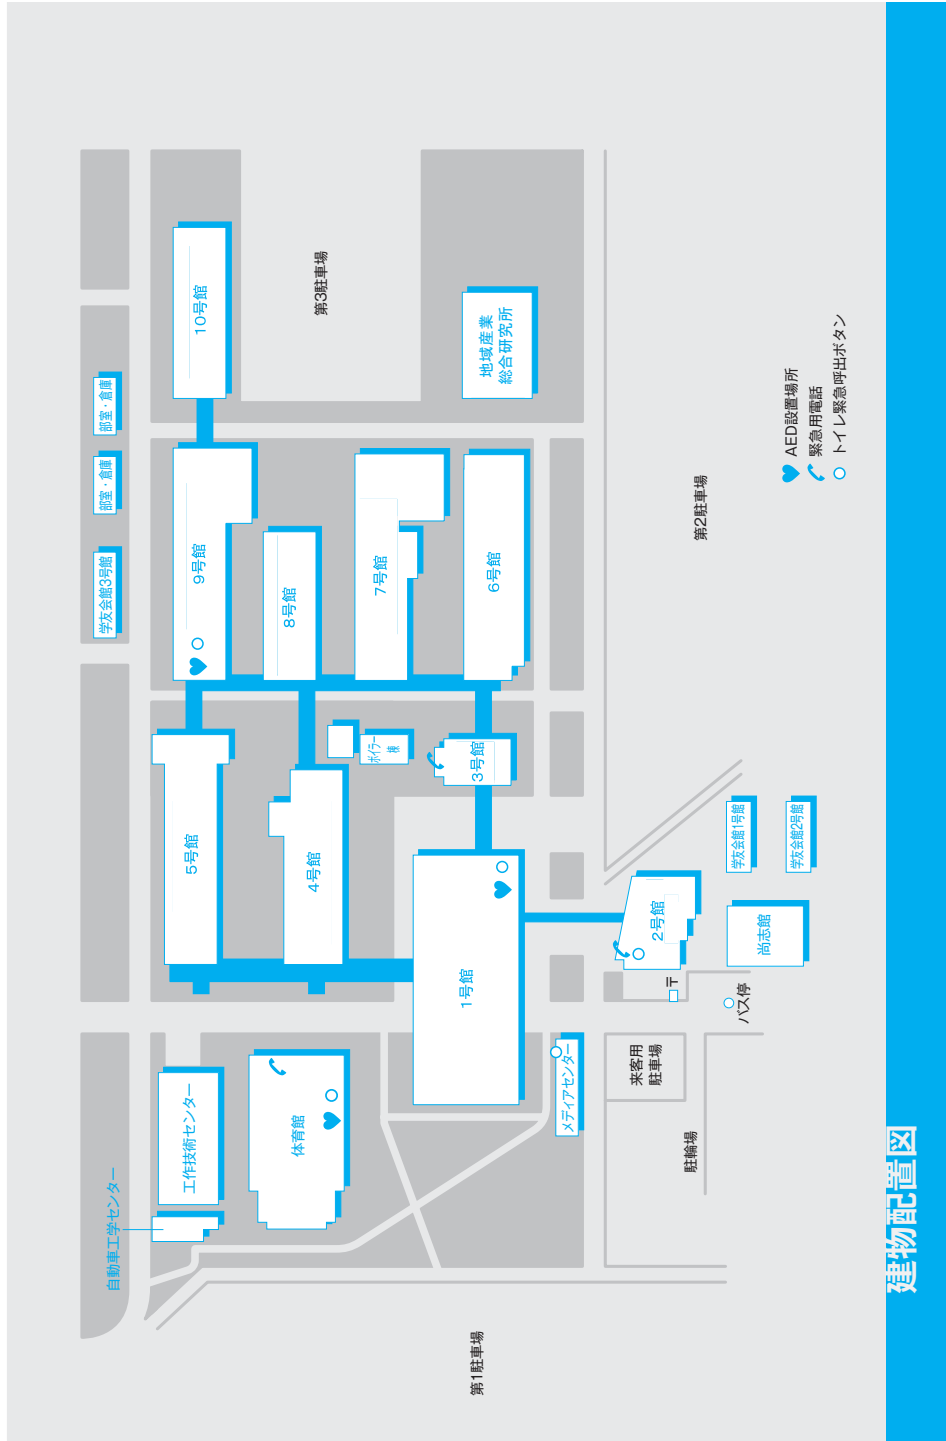 建物配置図
第1駐車場
自動車工学センター
工作技術センター
体育館
メディアセンター
来客用
駐車場
駐輪場
バス停
〒
1号館
2号館
尚志館
学友会館1号館
学友会館2号館
5号館
4号館
3号館
ボイラー
棟
9号館
8号館
7号館
6号館
10号館
学友会館3号館
部室・倉庫
部室・倉庫
第3駐車場
地域産業
総合研究所
第2駐車場
AED設置場所
緊急用電話
トイレ緊急呼出ボタン